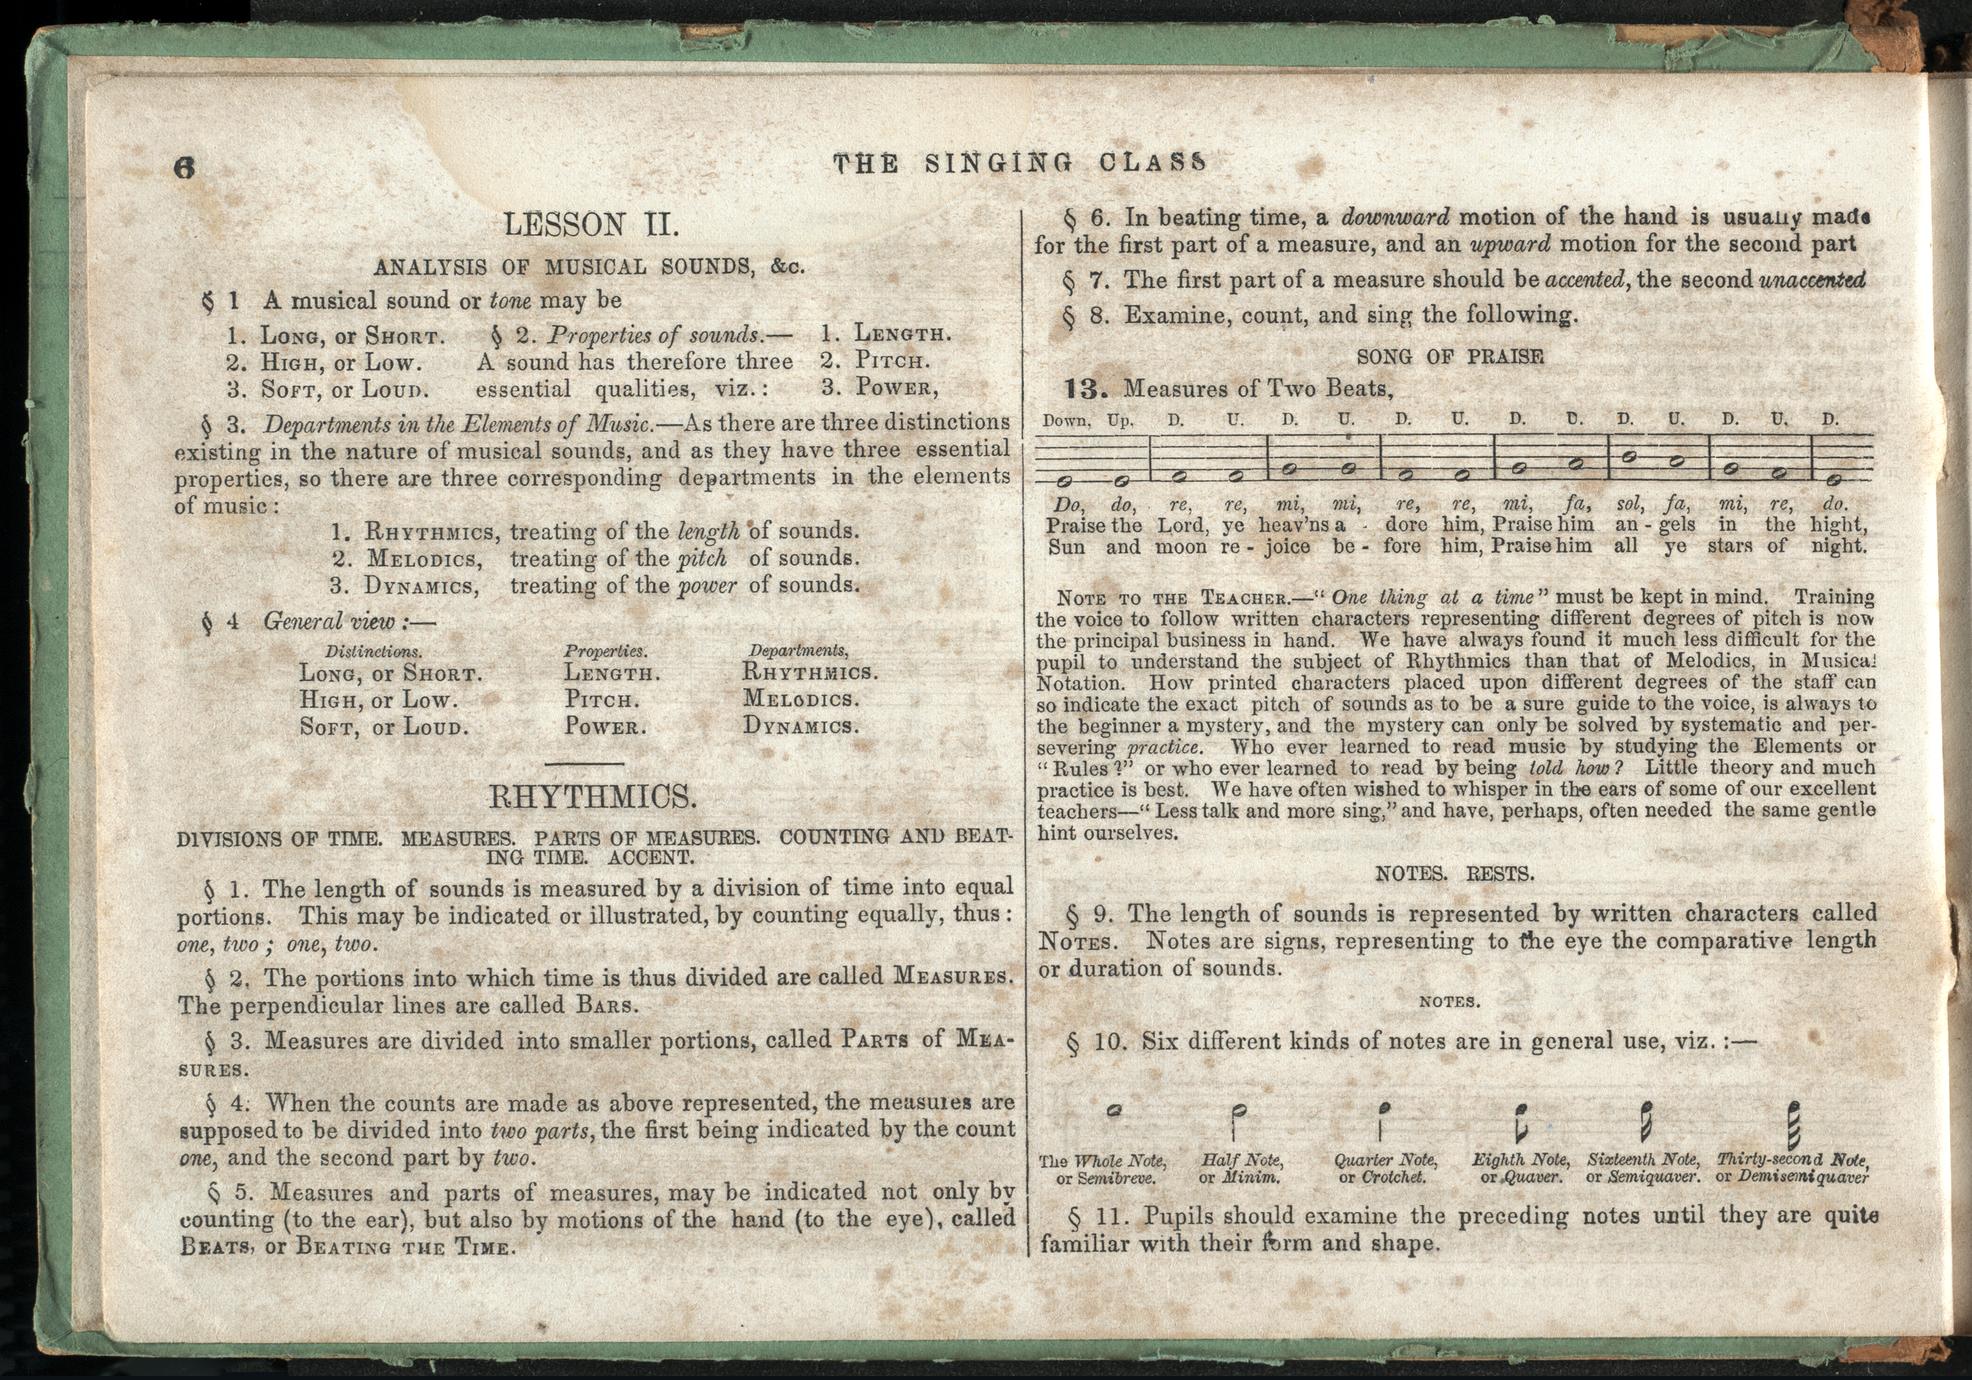 6
THE SINGING CLASS
LESSON II.
ANALYSIS OF MUSICAL SOUNDS, &c.
§ 1 A musical sound or tone may be
1. LONG, or SHORT. § 2. Properties of sounds.— 1. LENGTH.
2. HIGH, or LOW. A sound has therefore three 2. PITCH.
3. SOFT, or LOUD. essential qualities, viz.: 3. POWER,
§ 3. Departments in the Elements of Music.—As there are three distinctions
existing in the nature of musical sounds, and as they have three essential
properties, so there are three corresponding departments in the elements
of music:
1. RHYTHMICS, treating of the length of sounds.
2. MELODICS, treating of the pitch of sounds.
3. DYNAMICS, treating of the power of sounds.
§ 4 General view:—
Distinctions. Properties. Departments,
LONG, or SHORT. LENGTH. RHYTHMICS.
HIGH, or LOW. PITCH. MELODICS.
SOFT, or LOUD. POWER. DYNAMICS.
RHYTHMICS.
DIVISIONS OF TIME. MEASURES. PARTS OF MEASURES. COUNTING AND BEAT-
ING TIME. ACCENT.
§ 1. The length of sounds is measured by a division of time into equal
portions. This may be indicated or illustrated, by counting equally, thus:
one, two; one, two.
§ 2. The portions into which time is thus divided are called MEASURES.
The perpendicular lines are called BARS.
§ 3. Measures are divided into smaller portions, called PARTS of MEA-
SURES.
§ 4. When the counts are made as above represented, the measures are
supposed to be divided into two parts, the first being indicated by the count
one, and the second part by two.
§ 5. Measures and parts of measures, may be indicated not only by
counting (to the ear), but also by motions of the hand (to the eye), called
BEATS, or BEATING THE TIME.
§ 6. In beating time, a downward motion of the hand is usually made
for the first part of a measure, and an upward motion for the second part
§ 7. The first part of a measure should be accented, the second unaccented
§ 8. Examine, count, and sing the following.
SONG OF PRAISE
13. Measures of Two Beats,
Down, Up, D. U. D. U. D. U. D. U. D. U. D. U. D.
Do, do, re, re, mi, mi, re, re, mi, fa, sol, fa, mi, re, do.
Praise the Lord, ye heav'ns a - dore him, Praise him an - gels in the hight,
Sun and moon re - joice be - fore him, Praise him all ye stars of night.
NOTE TO THE TEACHER.—“One thing at a time” must be kept in mind. Training
the voice to follow written characters representing different degrees of pitch is now
the principal business in hand. We have always found it much less difficult for the
pupil to understand the subject of Rhythmics than that of Melodics, in Musical
Notation. How printed characters placed upon different degrees of the staff can
so indicate the exact pitch of sounds as to be a sure guide to the voice, is always to
the beginner a mystery, and the mystery can only be solved by systematic and per-
severing practice. Who ever learned to read music by studying the Elements or
“Rules?” or who ever learned to read by being told how? Little theory and much
practice is best. We have often wished to whisper in the ears of some of our excellent
teachers—“Less talk and more sing,” and have, perhaps, often needed the same gentle
hint ourselves.
NOTES. RESTS.
§ 9. The length of sounds is represented by written characters called
NOTES. Notes are signs, representing to the eye the comparative length
or duration of sounds.
NOTES.
§ 10. Six different kinds of notes are in general use, viz.:—
The Whole Note, Half Note, Quarter Note, Eighth Note, Sixteenth Note, Thirty-second Note,
or Semibreve. or Minim. or Crotchet. or Quaver. or Semiquaver. or Demisemiquaver
§ 11. Pupils should examine the preceding notes until they are quite
familiar with their form and shape.